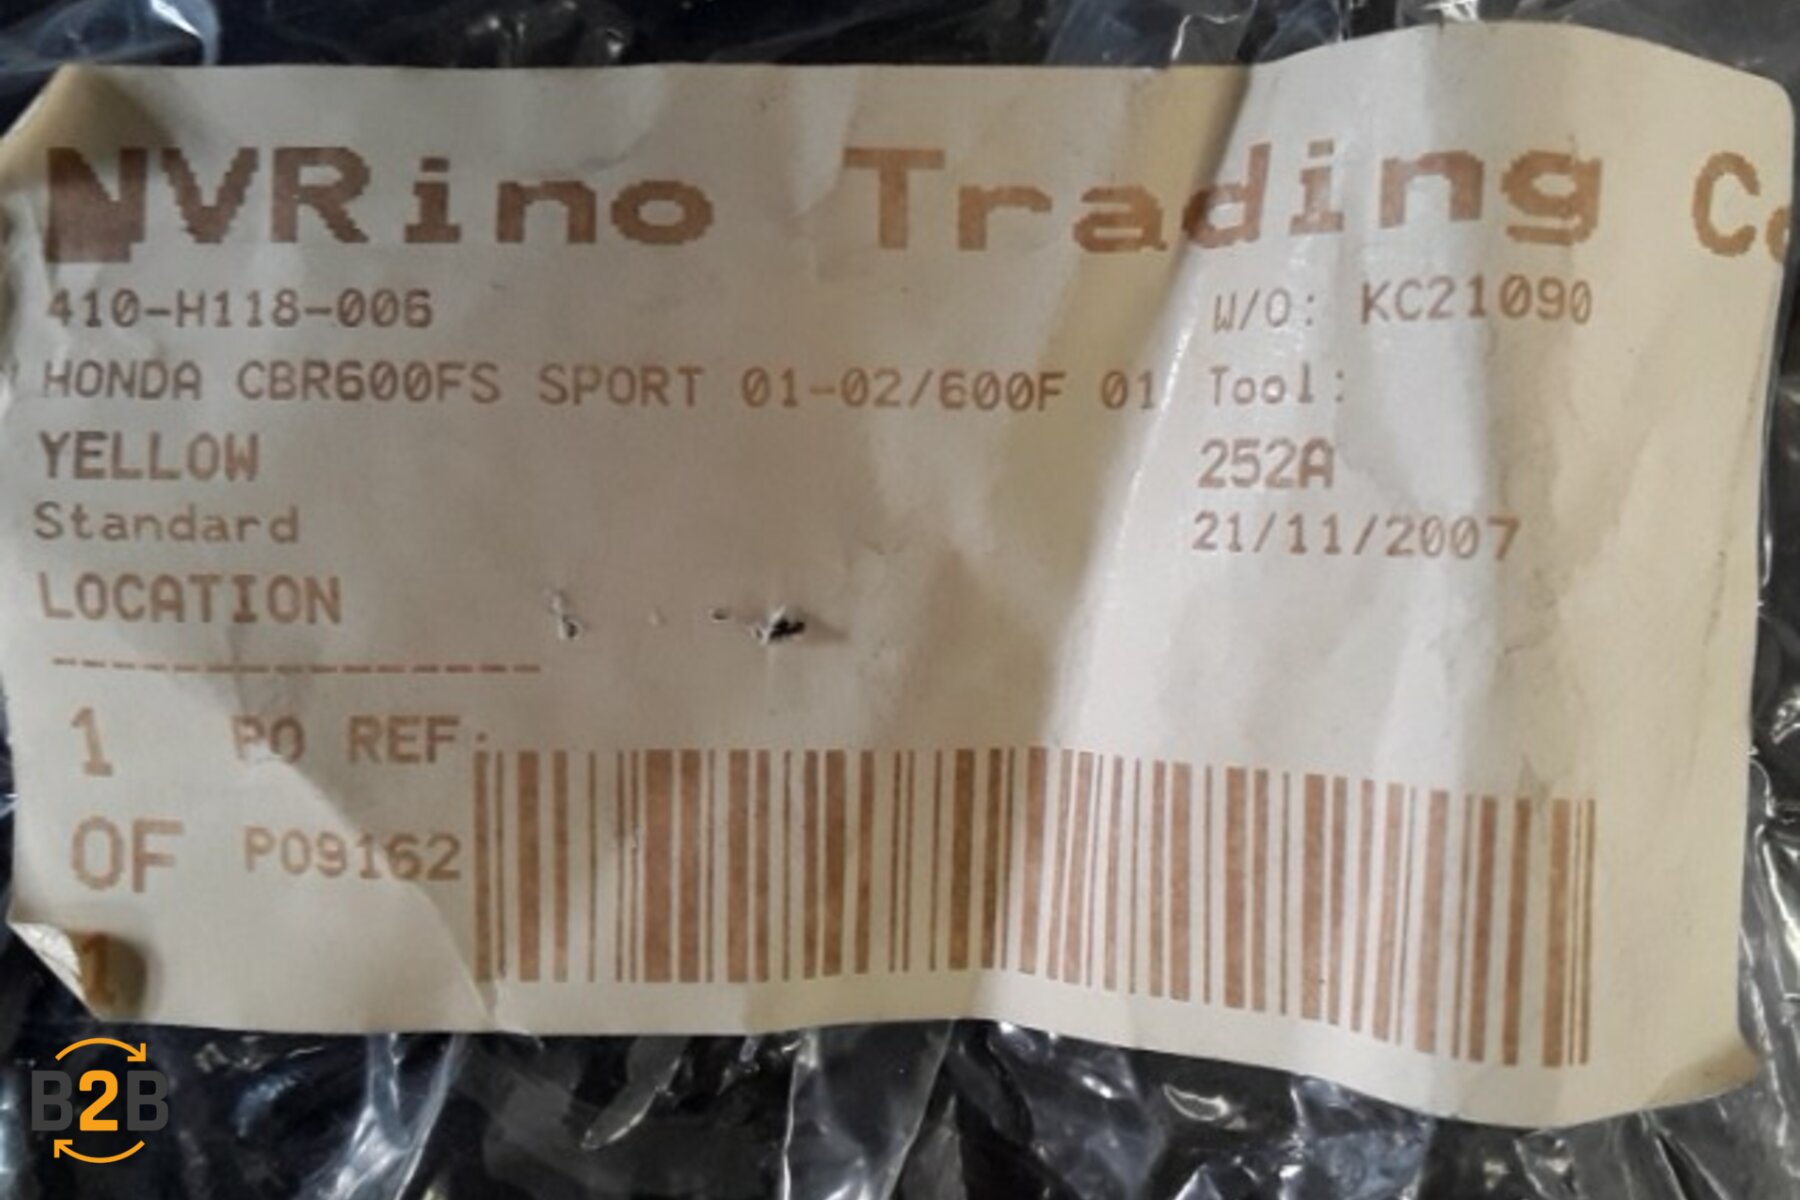 NVRino Trading Co
410-H118-006 W/O: KC21090
HONDA CBR600FS SPORT 01-02/600F 01 Tool:
YELLOW 252A
Standard 21/11/2007
LOCATION
----------------
1 PO REF:
OF PO9162
B2B